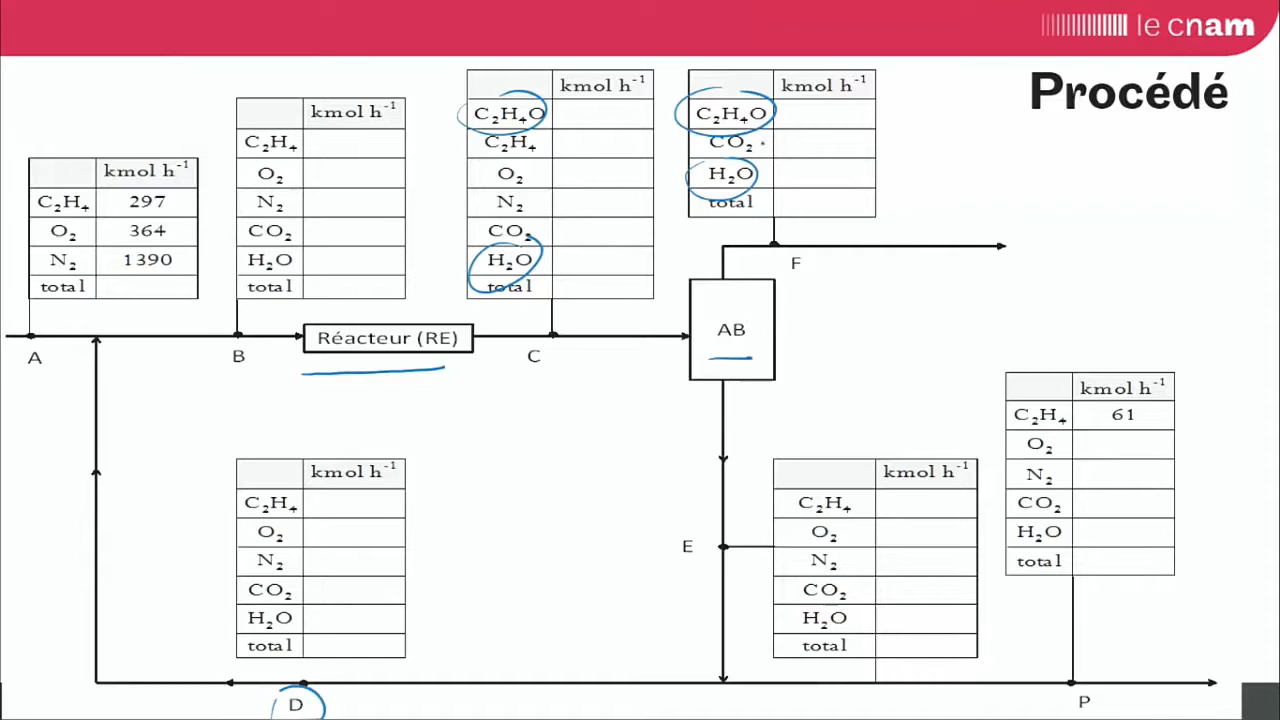 le cnam
Procédé
kmol h⁻¹
C₂H₄ 297
O₂ 364
N₂ 1390
total
A
kmol h⁻¹
C₂H₄
O₂
N₂
CO₂
H₂O
total
B
Réacteur (RE)
kmol h⁻¹
C₂H₄O
C₂H₄
O₂
N₂
CO₂
H₂O
total
C
kmol h⁻¹
C₂H₄O
CO₂
H₂O
total
F
AB
kmol h⁻¹
C₂H₄
O₂
N₂
CO₂
H₂O
total
D
E
kmol h⁻¹
C₂H₄
O₂
N₂
CO₂
H₂O
total
kmol h⁻¹
C₂H₄ 61
O₂
N₂
CO₂
H₂O
total
P